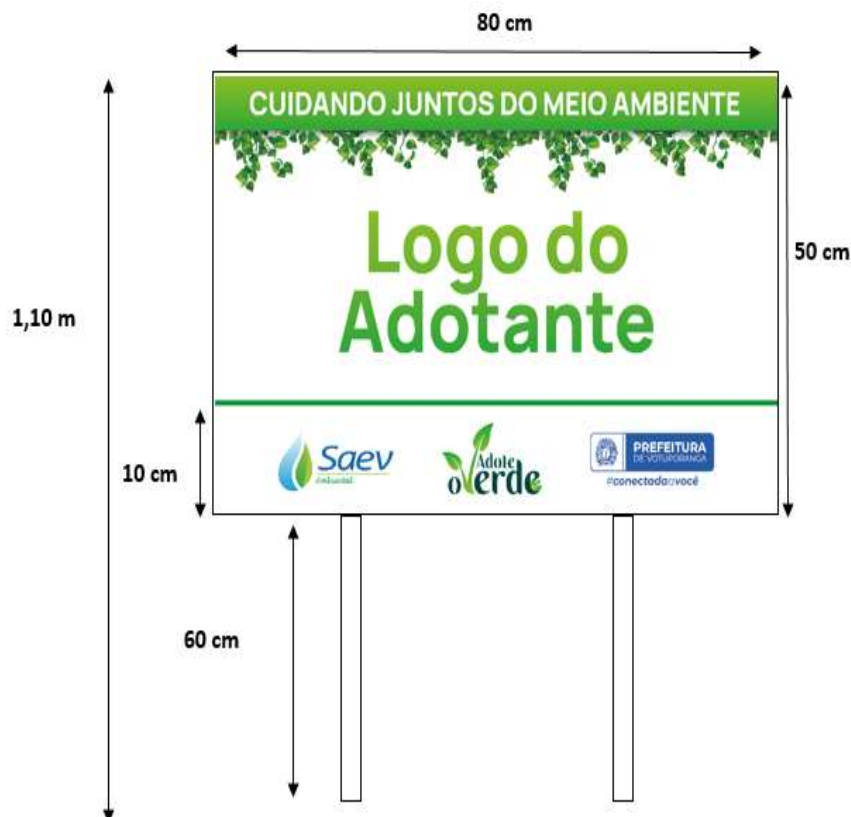 80 cm
CUIDANDO JUNTOS DO MEIO AMBIENTE
50 cm
Logo do
Adotante
1,10 m
10 cm
Saev
Ambiental
Adote
o Verde
PREFEITURA
DE VOTUPORANGA
#conectadaavocê
60 cm